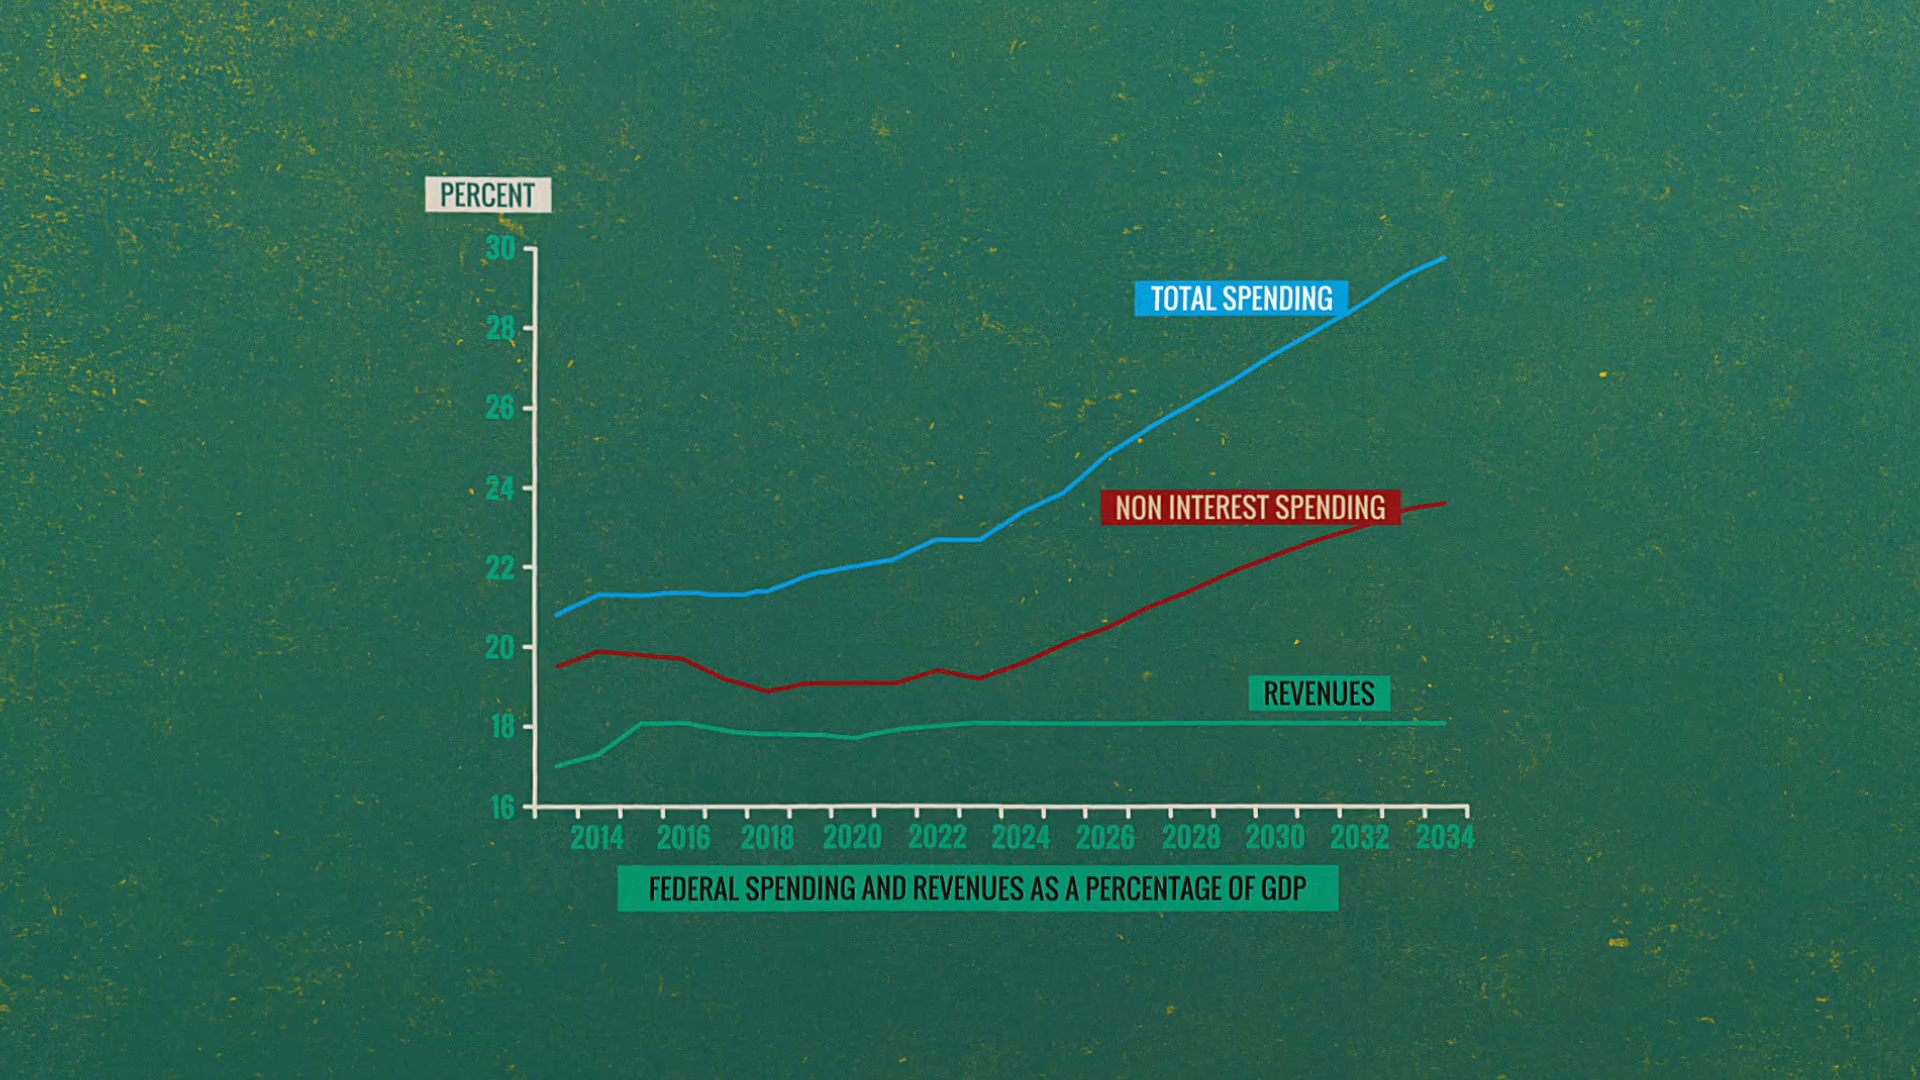 PERCENT
30
28
26
24
22
20
18
16
TOTAL SPENDING
NON INTEREST SPENDING
REVENUES
2014 2016 2018 2020 2022 2024 2026 2028 2030 2032 2034
FEDERAL SPENDING AND REVENUES AS A PERCENTAGE OF GDP